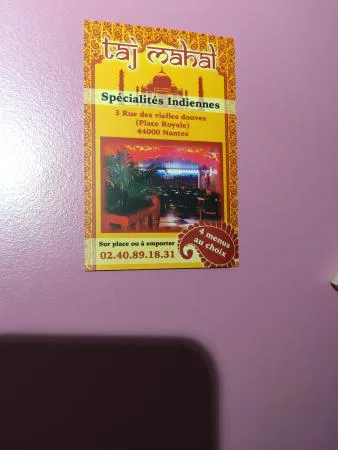 taj mahal
Spécialités Indiennes
3 Rue des vielles douves
(Place Royale)
44000 Nantes
Sur place ou à emporter
02.40.89.18.31
4 menus
au choix